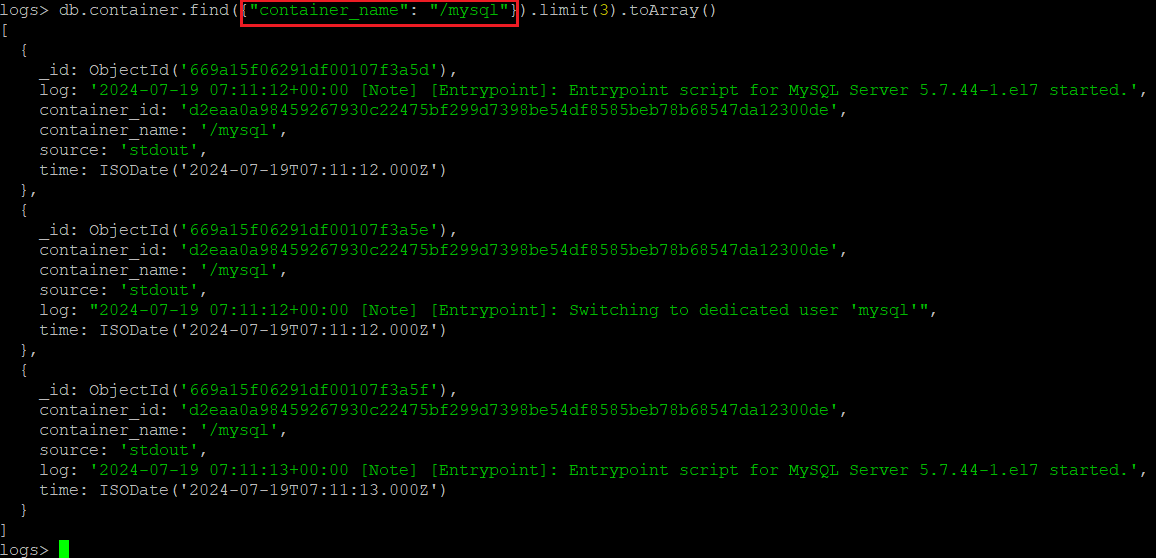 logs> db.container.find({"container_name": "/mysql"}).limit(3).toArray()
[
  {
    _id: ObjectId('669a15f06291df00107f3a5d'),
    log: '2024-07-19 07:11:12+00:00 [Note] [Entrypoint]: Entrypoint script for MySQL Server 5.7.44-1.el7 started.',
    container_id: 'd2eaa0a98459267930c22475bf299d7398be54df8585beb78b68547da12300de',
    container_name: '/mysql',
    source: 'stdout',
    time: ISODate('2024-07-19T07:11:12.000Z')
  },
  {
    _id: ObjectId('669a15f06291df00107f3a5e'),
    container_id: 'd2eaa0a98459267930c22475bf299d7398be54df8585beb78b68547da12300de',
    container_name: '/mysql',
    source: 'stdout',
    log: "2024-07-19 07:11:12+00:00 [Note] [Entrypoint]: Switching to dedicated user 'mysql'",
    time: ISODate('2024-07-19T07:11:12.000Z')
  },
  {
    _id: ObjectId('669a15f06291df00107f3a5f'),
    container_id: 'd2eaa0a98459267930c22475bf299d7398be54df8585beb78b68547da12300de',
    container_name: '/mysql',
    source: 'stdout',
    log: '2024-07-19 07:11:13+00:00 [Note] [Entrypoint]: Entrypoint script for MySQL Server 5.7.44-1.el7 started.',
    time: ISODate('2024-07-19T07:11:13.000Z')
  }
]
logs>